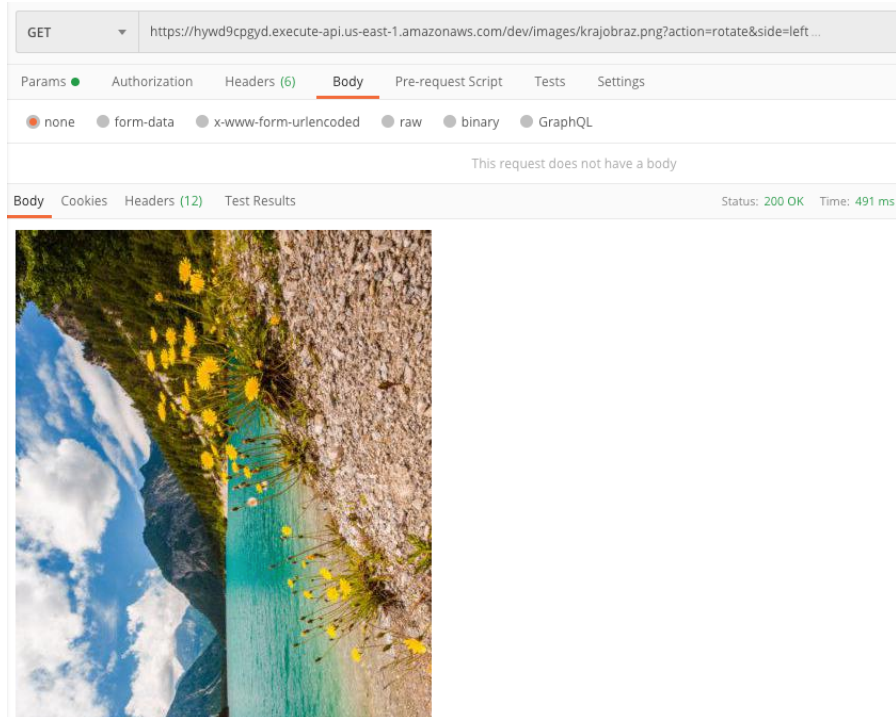 GET https://hywd9cpgyd.execute-api.us-east-1.amazonaws.com/dev/images/krajobraz.png?action=rotate&side=left ...
Params Authorization Headers (6) Body Pre-request Script Tests Settings
none form-data x-www-form-urlencoded raw binary GraphQL
This request does not have a body
Body Cookies Headers (12) Test Results Status: 200 OK Time: 491 ms